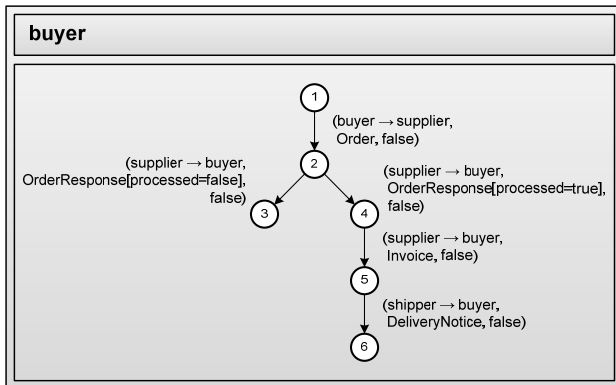 buyer
1
(buyer → supplier,
Order, false)
2
(supplier → buyer,
OrderResponse[processed=false],
false)
(supplier → buyer,
OrderResponse[processed=true],
false)
3
4
(supplier → buyer,
Invoice, false)
5
(shipper → buyer,
DeliveryNotice, false)
6